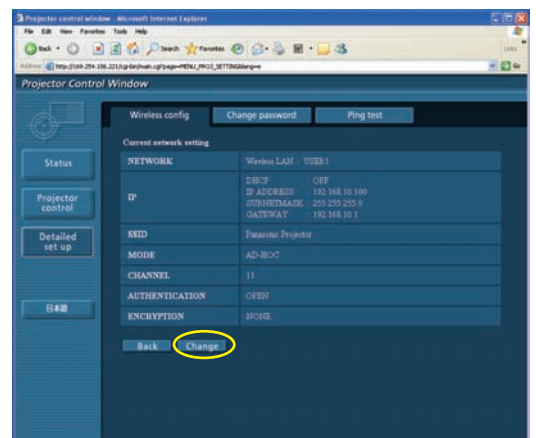 Projector control window - Microsoft Internet Explorer
File Edit View Favorites Tools Help
Back Search Favorites
Links
Address Go
Projector Control Window
Wireless config Change password Ping test
Current network setting
Status
Projector control
Detailed set up
日本語
NETWORK Wireless LAN : USER1
IP DHCP : OFF
IP ADDRESS : 192.168.10.100
SUBNETMASK : 255.255.255.0
GATEWAY : 192.168.10.1
SSID Panasonic Projector
MODE AD-HOC
CHANNEL 11
AUTHENTICATION OPEN
ENCRYPTION NONE
Back Change